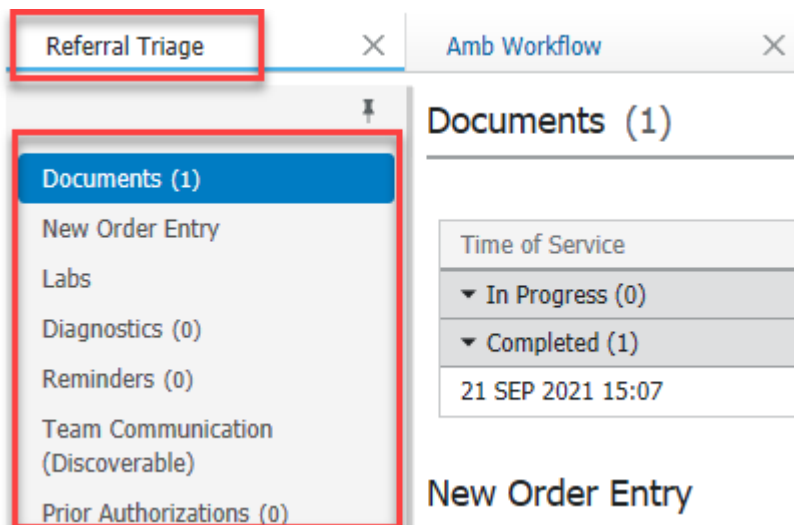 Referral Triage
Amb Workflow
Documents (1)
New Order Entry
Labs
Diagnostics (0)
Reminders (0)
Team Communication
(Discoverable)
Prior Authorizations (0)
Documents (1)
Time of Service
In Progress (0)
Completed (1)
21 SEP 2021 15:07
New Order Entry